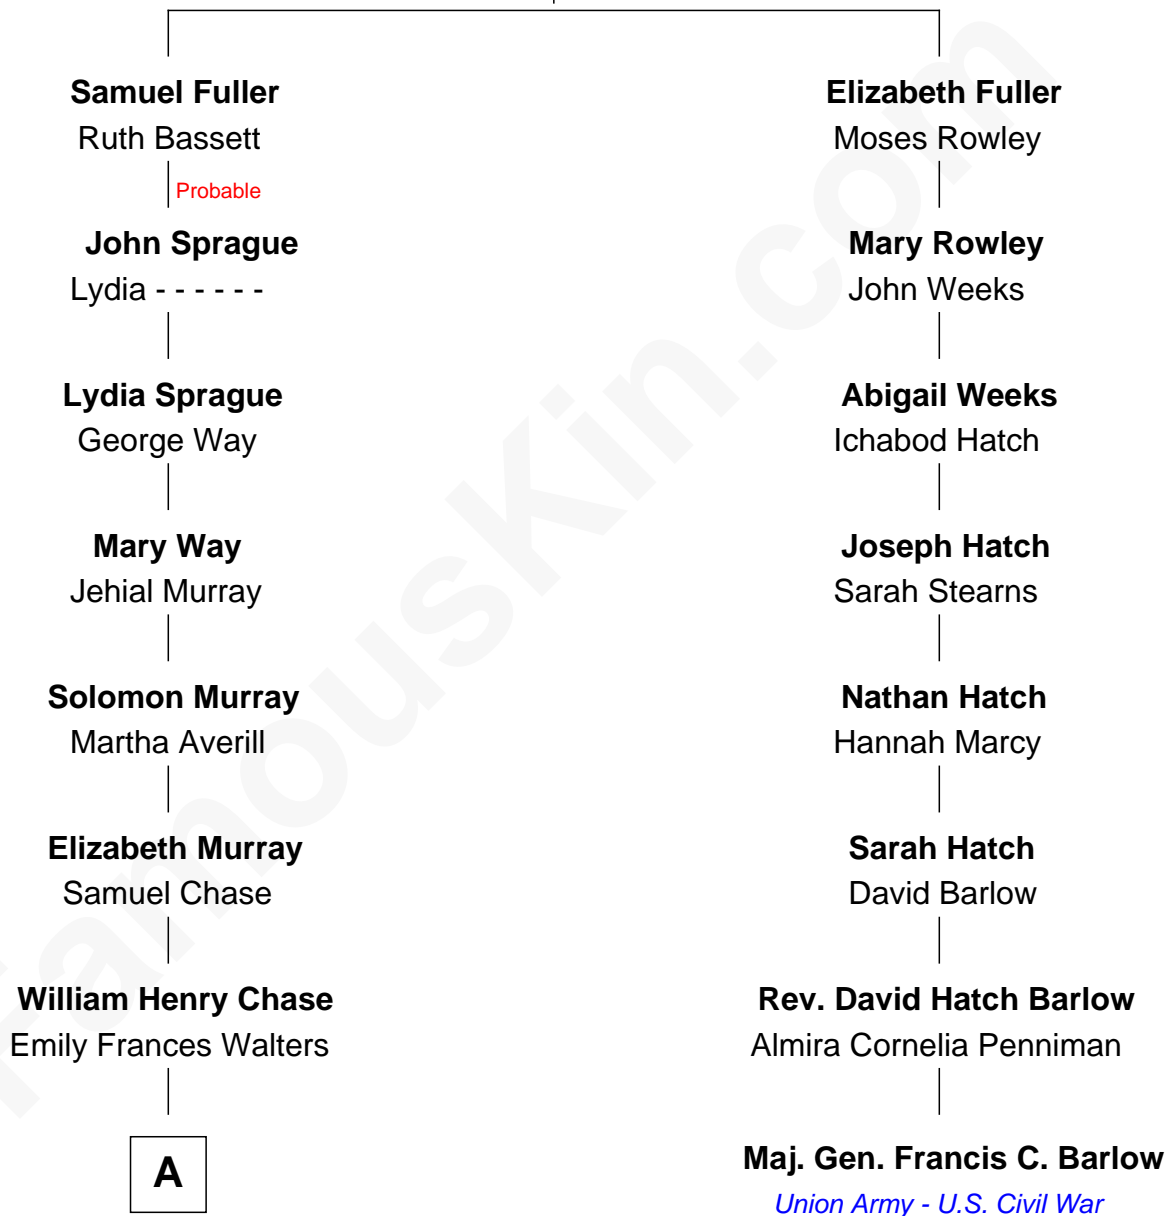 Samuel Fuller
Ruth Bassett
Probable
John Sprague
Lydia - - - - - -
Lydia Sprague
George Way
Mary Way
Jehial Murray
Solomon Murray
Martha Averill
Elizabeth Murray
Samuel Chase
William Henry Chase
Emily Frances Walters
A
Elizabeth Fuller
Moses Rowley
Mary Rowley
John Weeks
Abigail Weeks
Ichabod Hatch
Joseph Hatch
Sarah Stearns
Nathan Hatch
Hannah Marcy
Sarah Hatch
David Barlow
Rev. David Hatch Barlow
Almira Cornelia Penniman
Maj. Gen. Francis C. Barlow
Union Army - U.S. Civil War
FamousKin.com